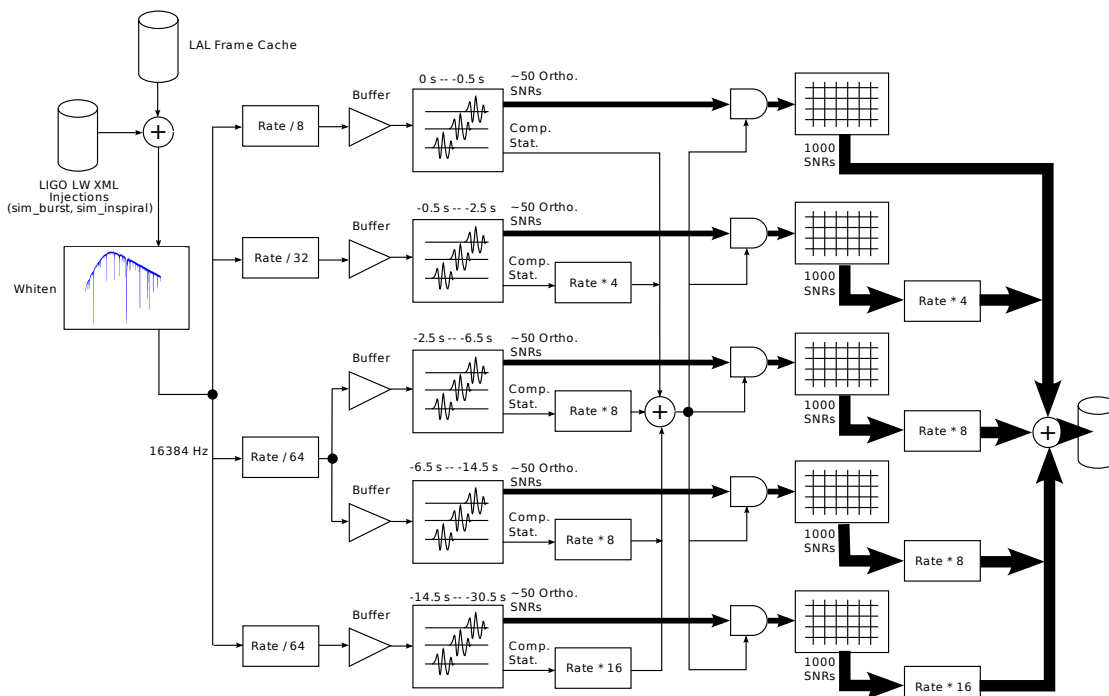 LAL Frame Cache
LIGO LW XML
Injections
(sim_burst, sim_inspiral)
Whiten
16384 Hz
Rate / 8
Buffer
0 s -- -0.5 s
~50 Ortho.
SNRs
Comp.
Stat.
1000
SNRs
Rate / 32
Buffer
-0.5 s -- -2.5 s
~50 Ortho.
SNRs
Comp.
Stat.
Rate * 4
1000
SNRs
Rate * 4
Buffer
-2.5 s -- -6.5 s
~50 Ortho.
SNRs
Comp.
Stat.
Rate * 8
1000
SNRs
Rate * 8
Rate / 64
Buffer
-6.5 s -- -14.5 s
~50 Ortho.
SNRs
Comp.
Stat.
Rate * 8
1000
SNRs
Rate * 8
Rate / 64
Buffer
-14.5 s -- -30.5 s
~50 Ortho.
SNRs
Comp.
Stat.
Rate * 16
1000
SNRs
Rate * 16